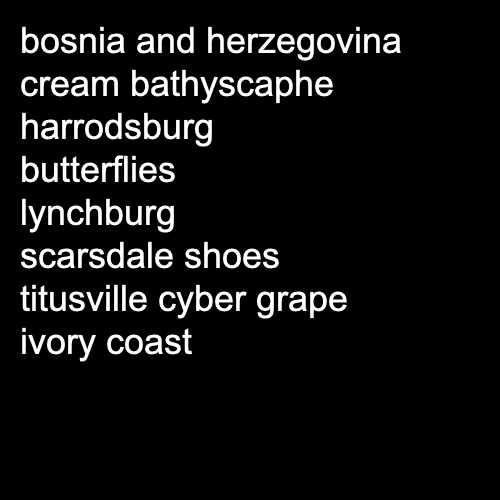 bosnia and herzegovina
cream bathyscaphe
harrodsburg
butterflies
lynchburg
scarsdale shoes
titusville cyber grape
ivory coast